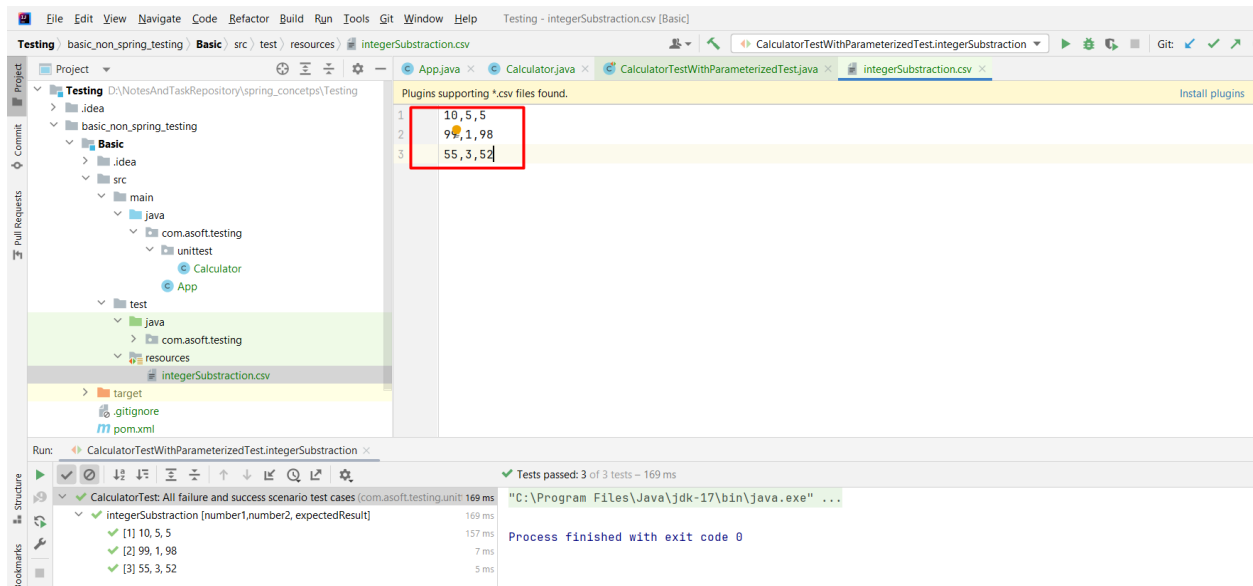 File Edit View Navigate Code Refactor Build Run Tools Git Window Help Testing - integerSubstraction.csv [Basic]
Testing basic_non_spring_testing Basic src test resources integerSubstraction.csv CalculatorTestWithParameterizedTest.integerSubstraction Git:
Project
Project
App.java Calculator.java CalculatorTestWithParameterizedTest.java integerSubstraction.csv
Testing D:\NotesAndTaskRepository\spring_concetps\Testing
Plugins supporting *.csv files found. Install plugins
.idea
basic_non_spring_testing
Basic
.idea
src
main
java
com.asoft.testing
unittest
Calculator
App
test
java
com.asoft.testing
resources
integerSubstraction.csv
target
.gitignore
pom.xml
1 10,5,5
2 99,1,98
3 55,3,52
Commit
Pull Requests
Run: CalculatorTestWithParameterizedTest.integerSubstraction
Tests passed: 3 of 3 tests – 169 ms
CalculatorTest: All failure and success scenario test cases (com.asoft.testing.unit 169 ms
integerSubstraction [number1,number2, expectedResult] 169 ms
[1] 10, 5, 5 157 ms
[2] 99, 1, 98 7 ms
[3] 55, 3, 52 5 ms
"C:\Program Files\Java\jdk-17\bin\java.exe" ...
Process finished with exit code 0
Structure
Bookmarks